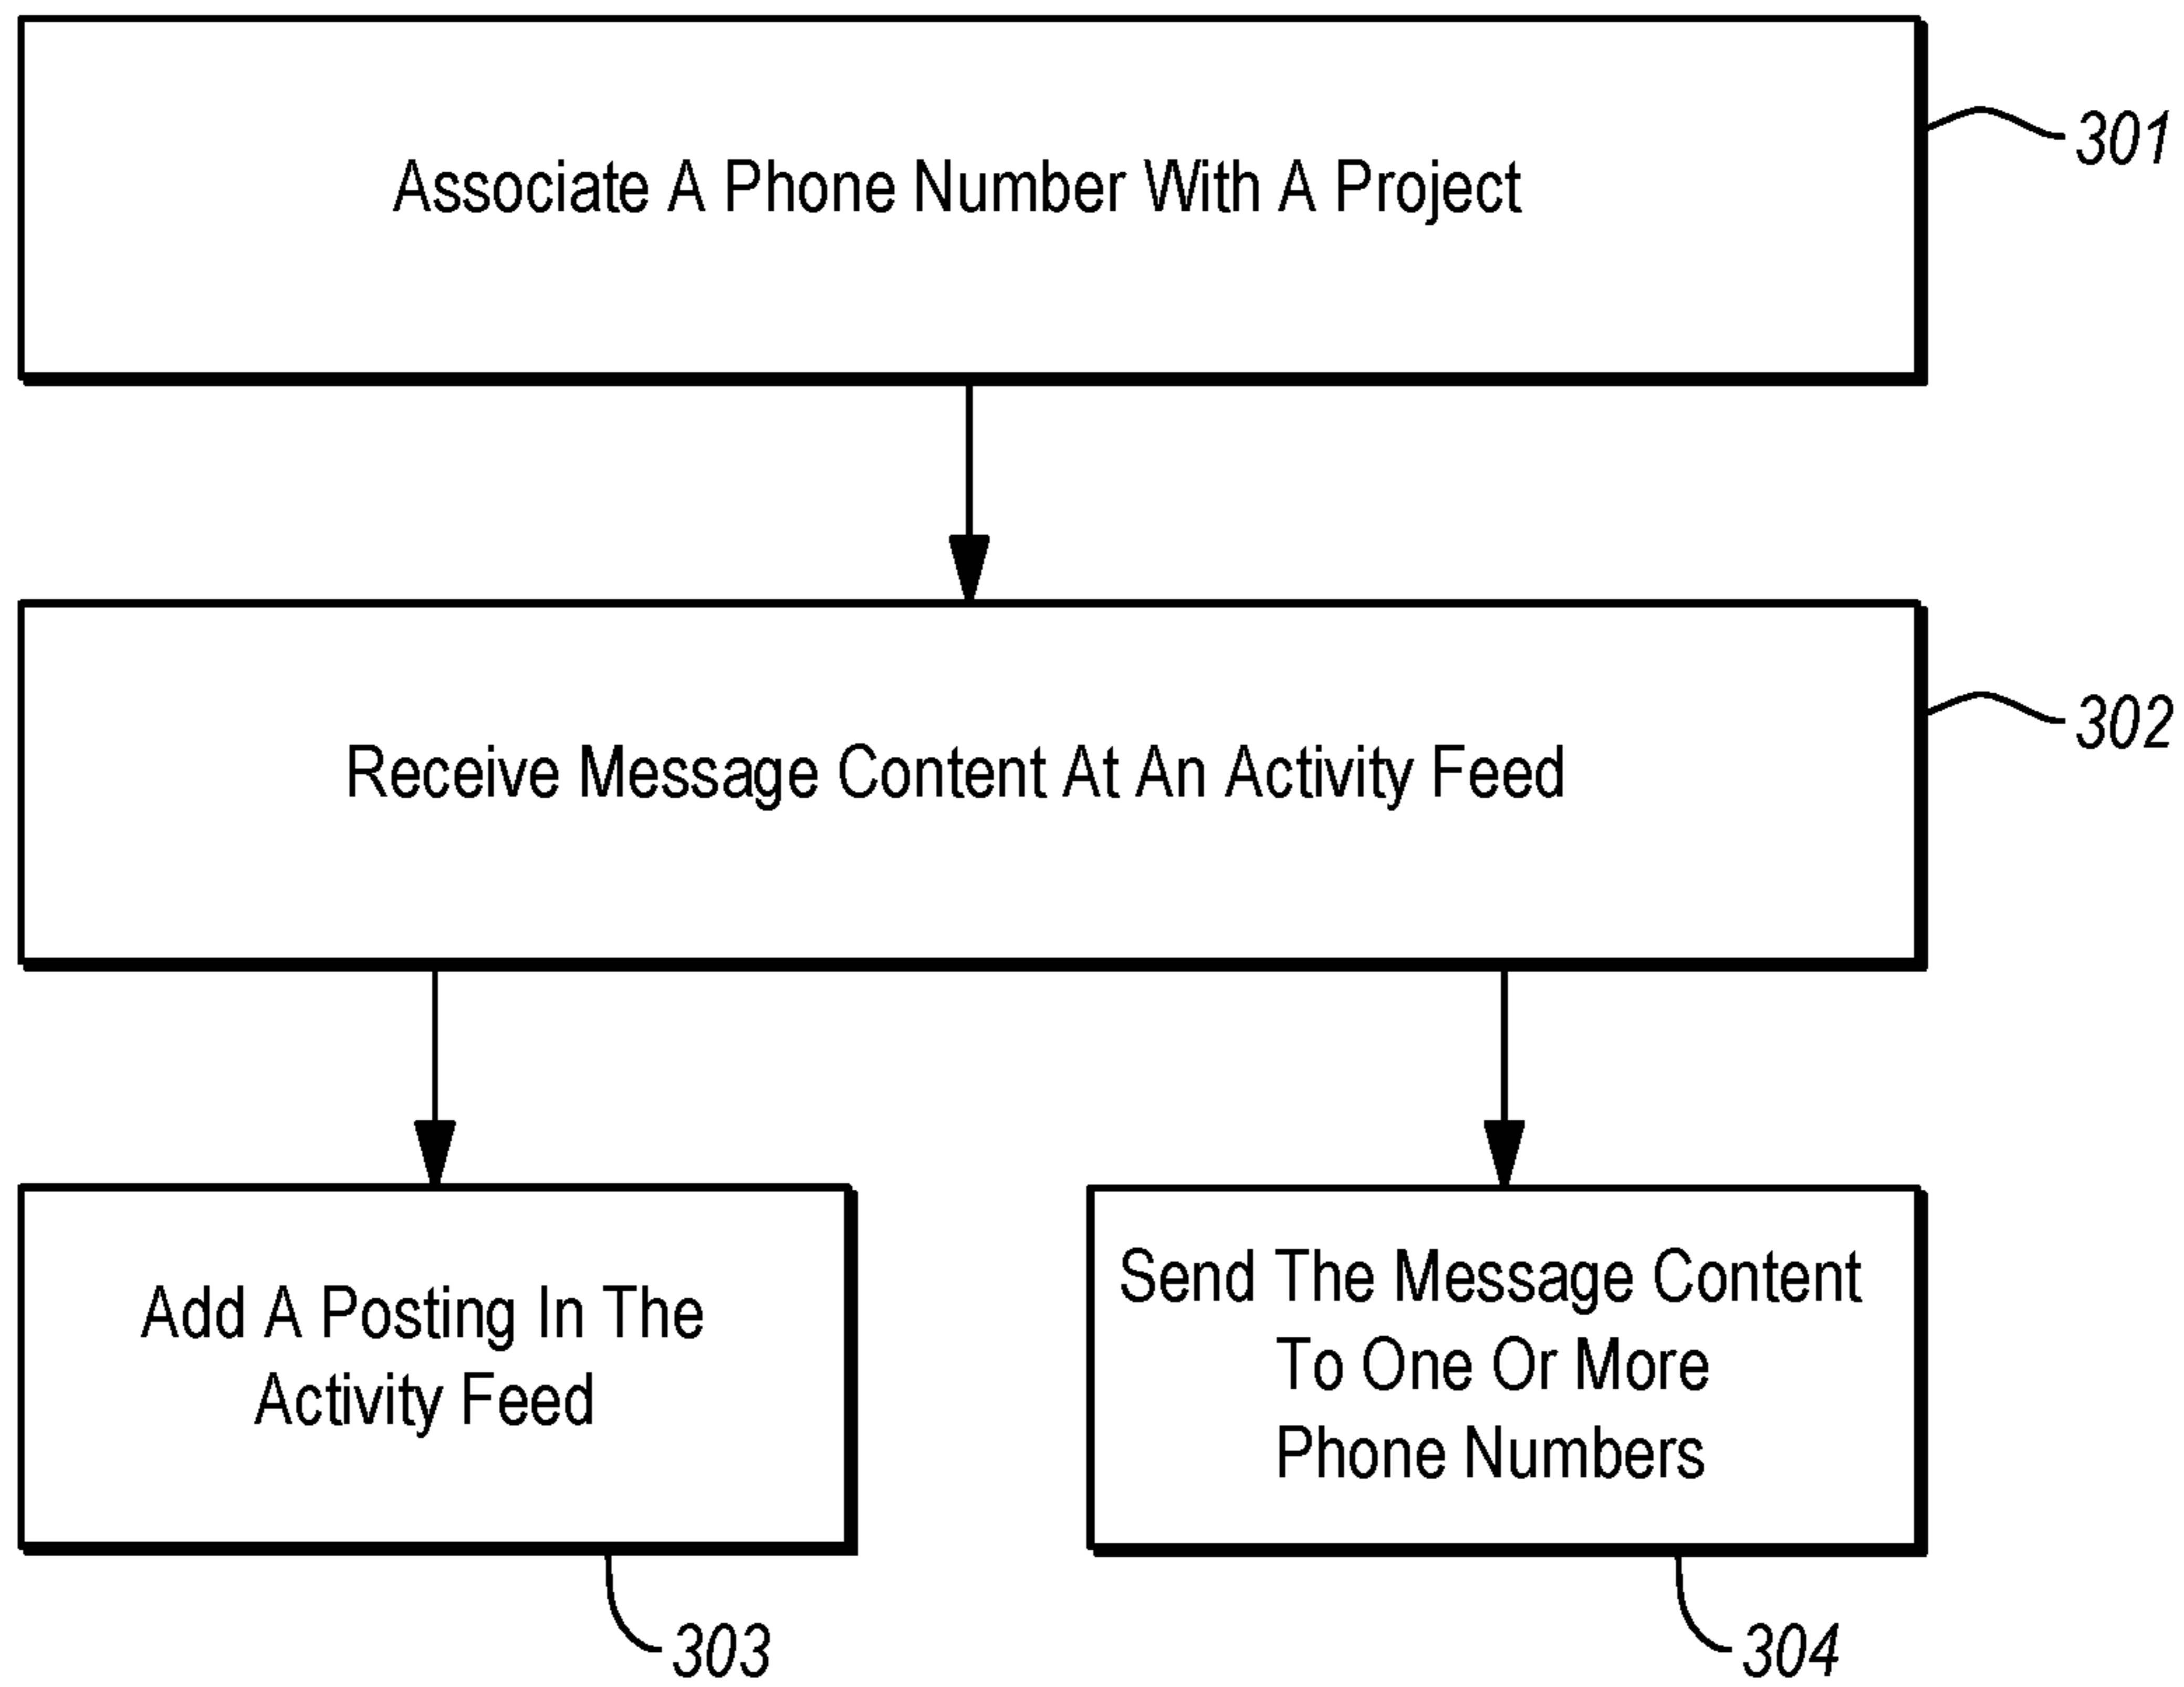 Associate A Phone Number With A Project
301
Receive Message Content At An Activity Feed
302
Add A Posting In The
Activity Feed
303
Send The Message Content
To One Or More
Phone Numbers
304